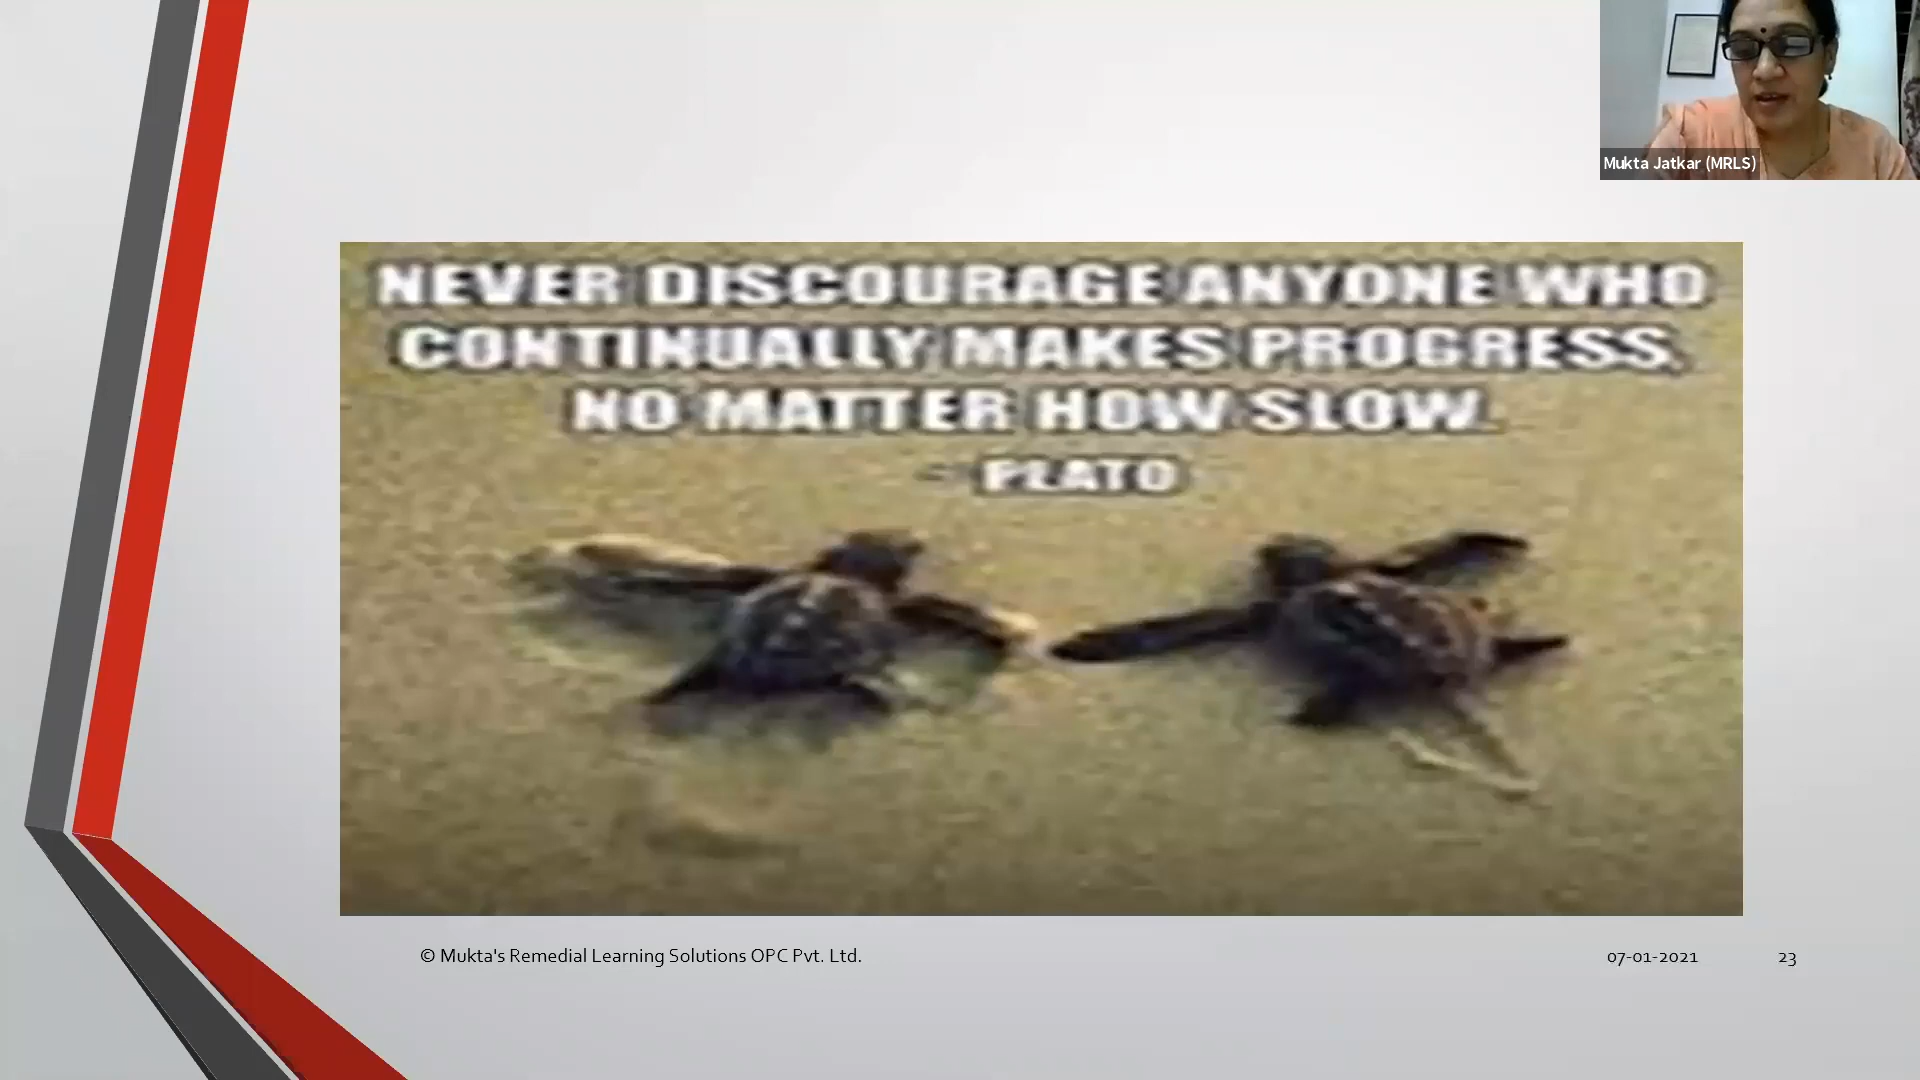 Mukta Jatkar (MRLS)
NEVER DISCOURAGE ANYONE WHO
CONTINUALLY MAKES PROGRESS,
NO MATTER HOW SLOW.
- PLATO
© Mukta's Remedial Learning Solutions OPC Pvt. Ltd.
07-01-2021
23